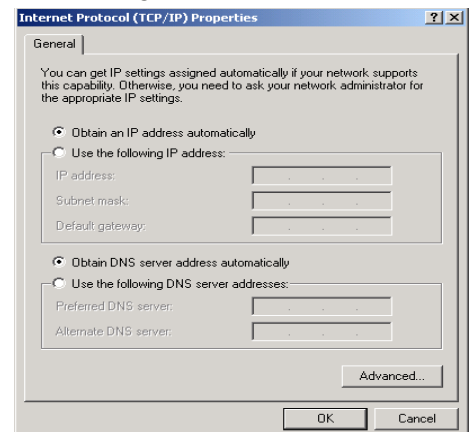 Internet Protocol (TCP/IP) Properties
General
You can get IP settings assigned automatically if your network supports
this capability. Otherwise, you need to ask your network administrator for
the appropriate IP settings.
Obtain an IP address automatically
Use the following IP address:
IP address:
Subnet mask:
Default gateway:
Obtain DNS server address automatically
Use the following DNS server addresses:
Preferred DNS server:
Alternate DNS server:
Advanced...
OK Cancel